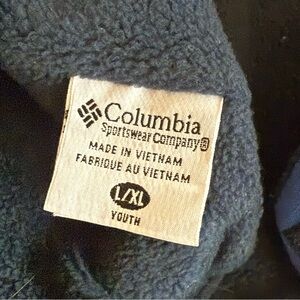 Columbia
Sportswear Company®
MADE IN VIETNAM
FABRIQUE AU VIETNAM
L/XL
YOUTH